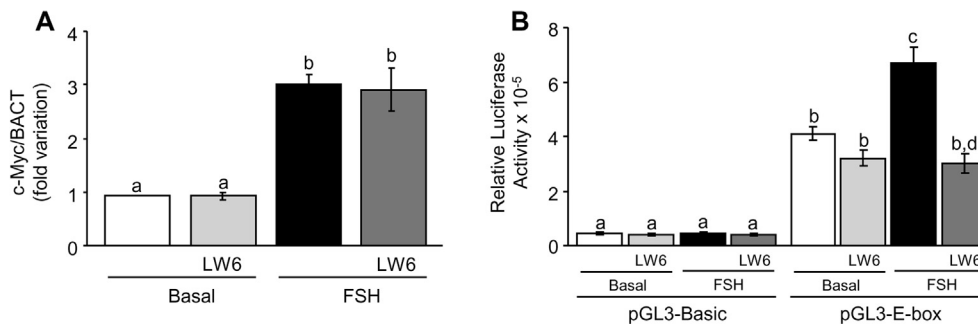 A
c-Myc/BACT
(fold variation)
4
3
2
1
0
a
a
b
b
LW6
LW6
Basal
FSH
B
Relative Luciferase
Activity x 10-5
8
6
4
2
0
a
a
a
a
b
b
c
b,d
LW6
LW6
LW6
LW6
Basal
FSH
Basal
FSH
pGL3-Basic
pGL3-E-box